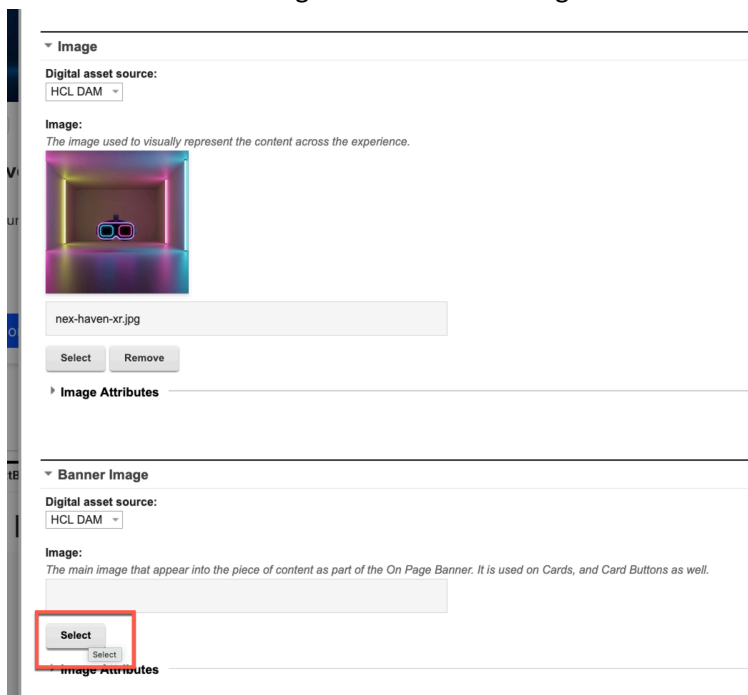 Image
Digital asset source:
HCL DAM
Image:
The image used to visually represent the content across the experience.
nex-haven-xr.jpg
Select Remove
Image Attributes
Banner Image
Digital asset source:
HCL DAM
Image:
The main image that appear into the piece of content as part of the On Page Banner. It is used on Cards, and Card Buttons as well.
Select
Select
Image Attributes